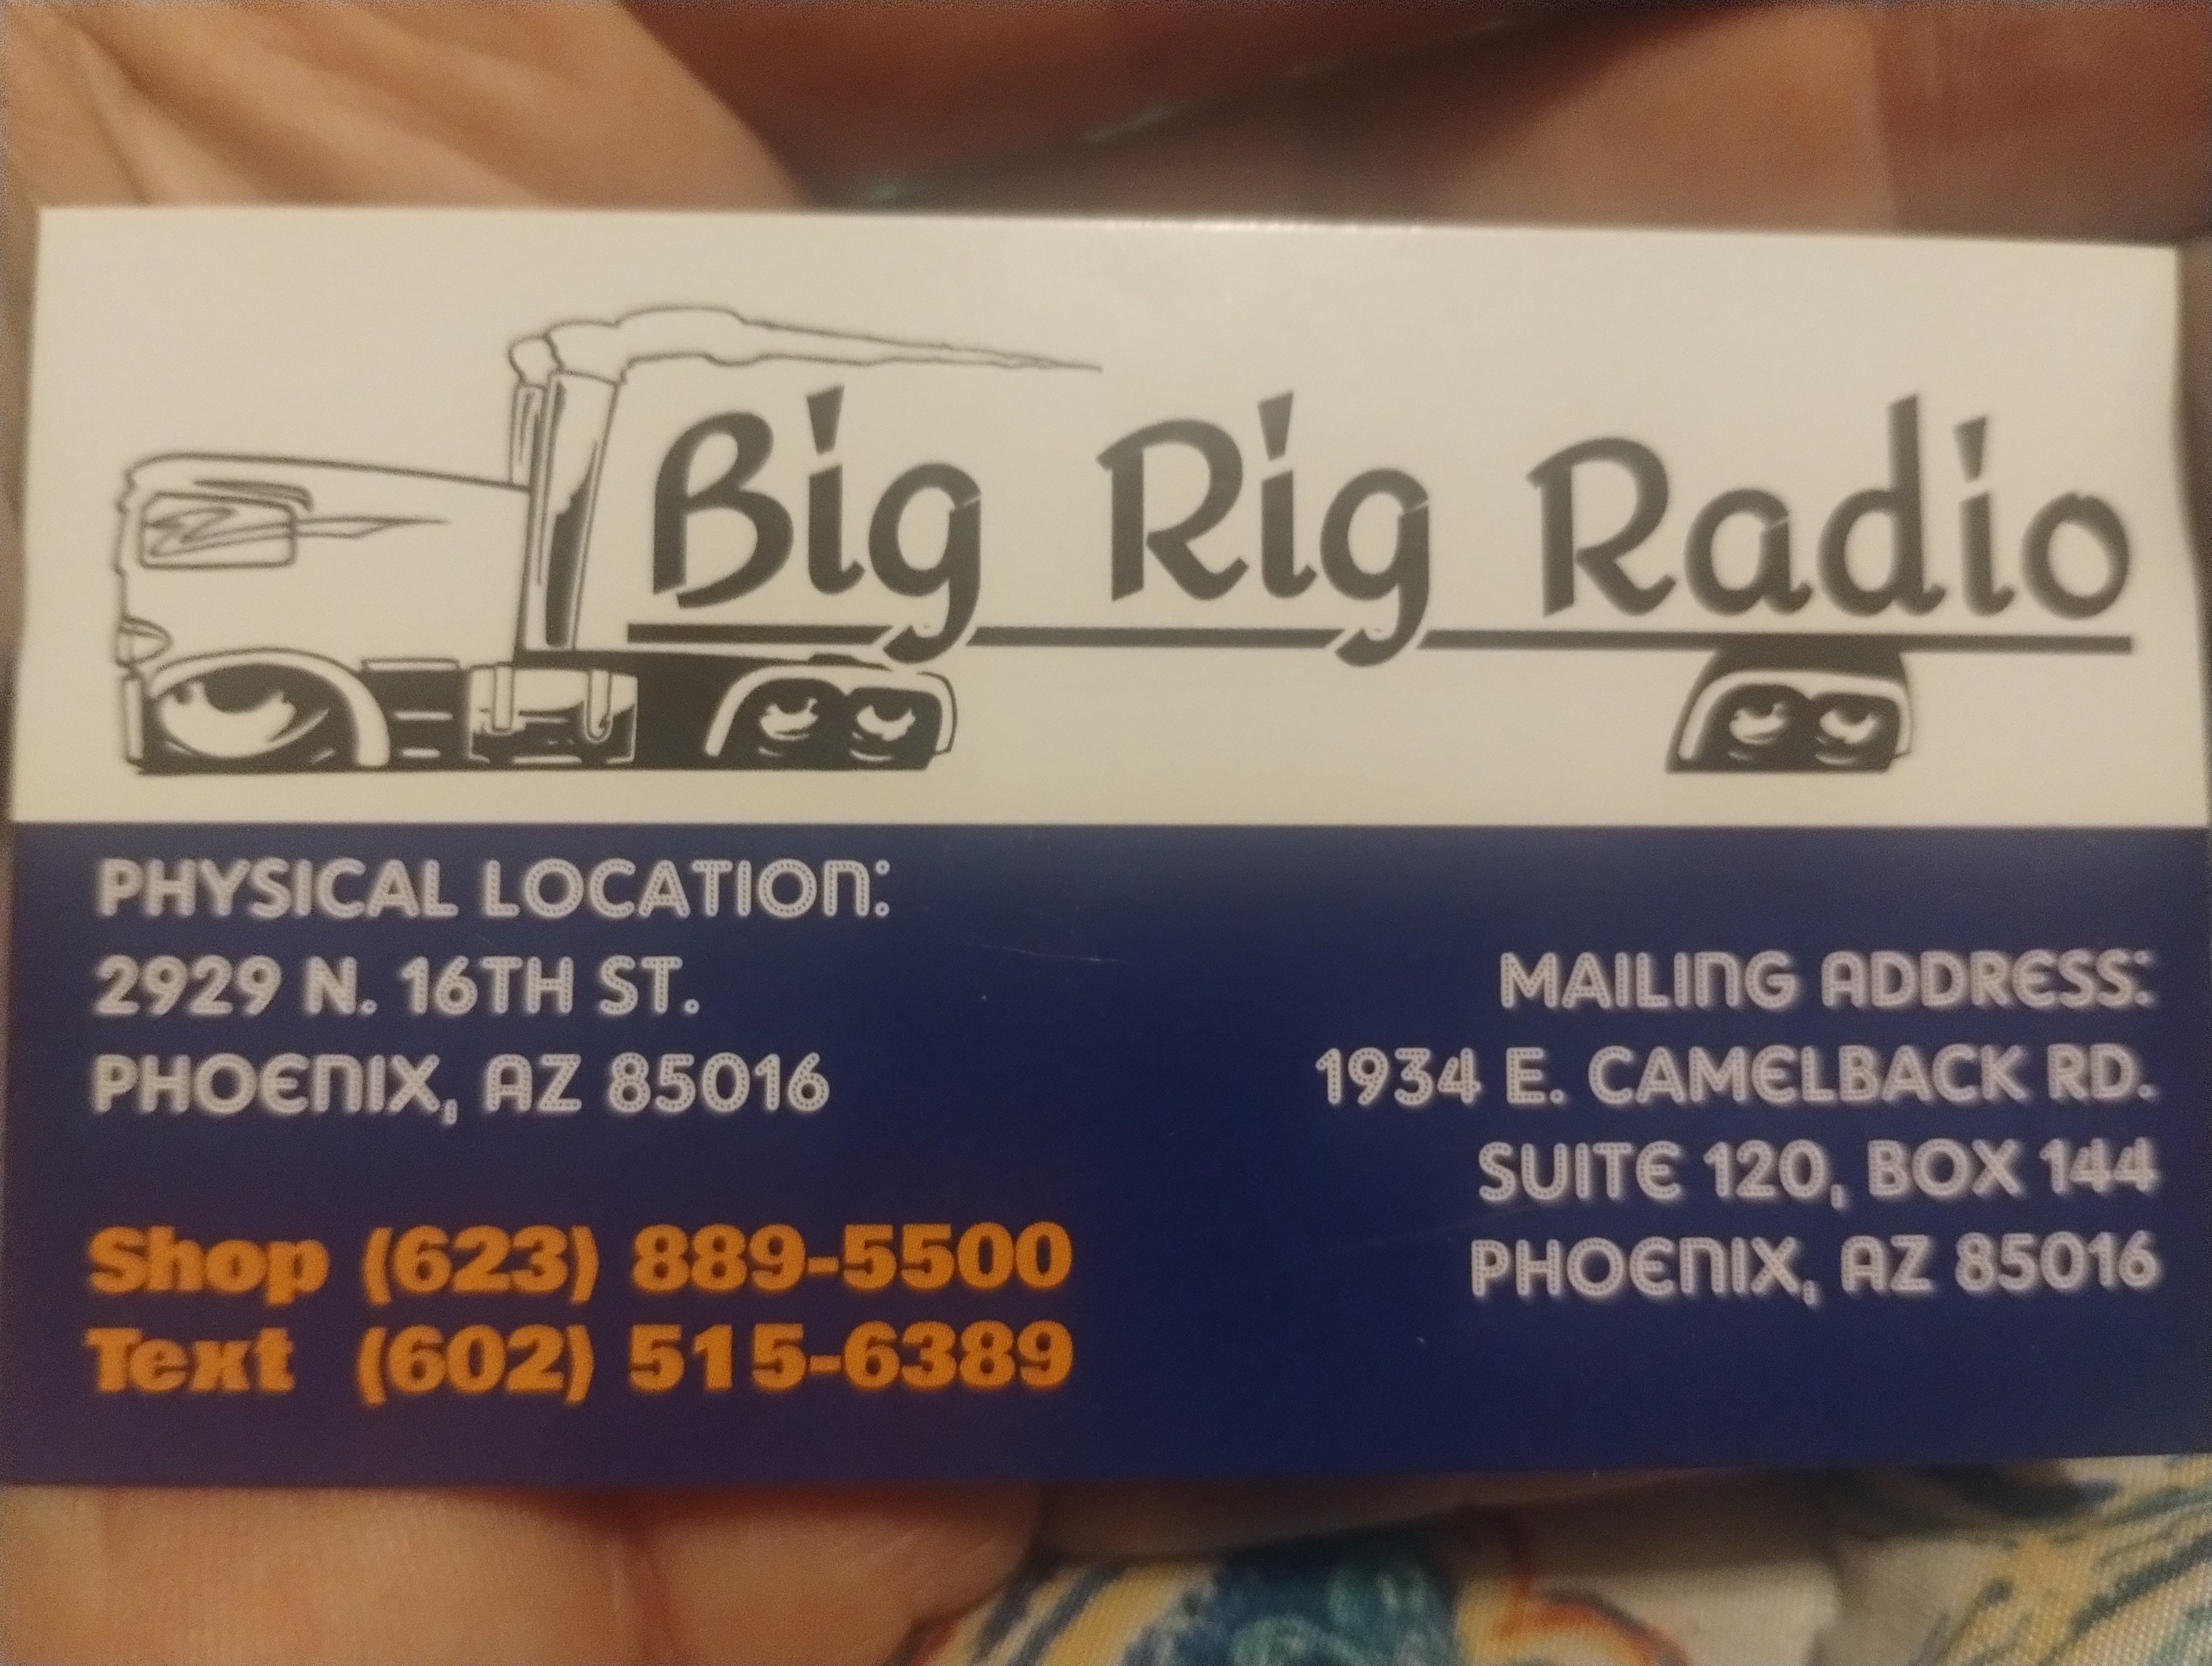 Big Rig Radio
PHYSICAL LOCATION:
2929 N. 16TH ST.
PHOENIX, AZ 85016
Shop (623) 889-5500
Text (602) 515-6389
MAILING ADDRESS:
1934 E. CAMELBACK RD.
SUITE 120, BOX 144
PHOENIX, AZ 85016